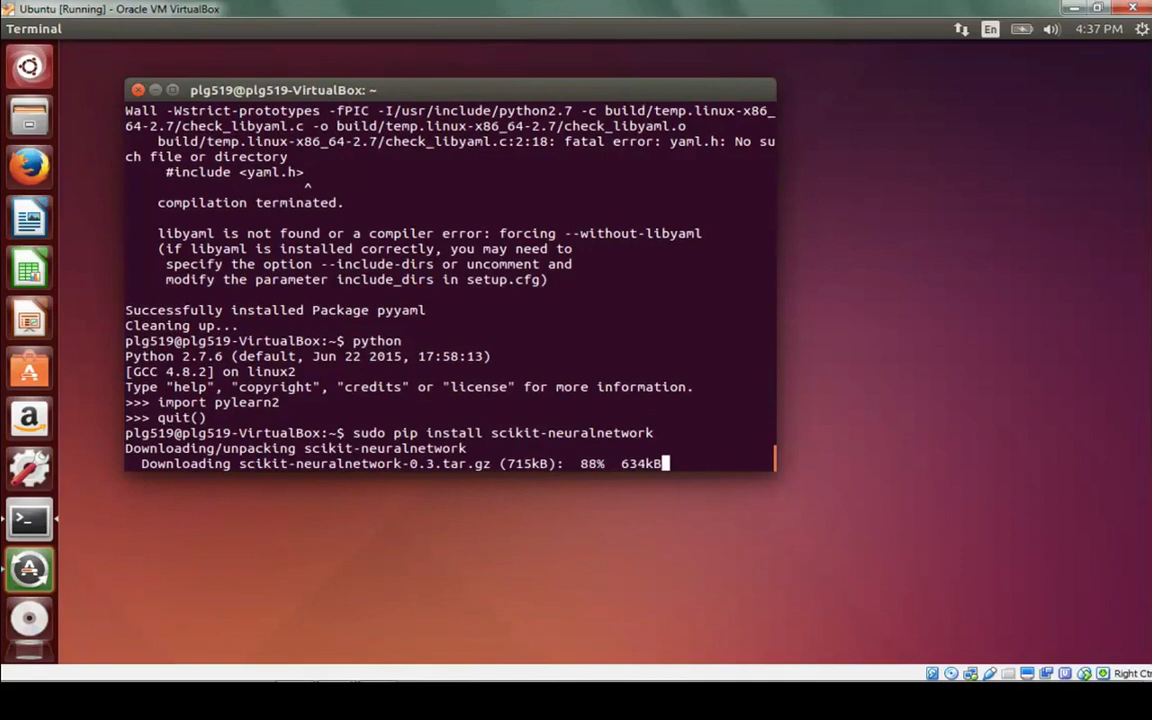 Ubuntu [Running] - Oracle VM VirtualBox
Terminal
En
4:37 PM
plg519@plg519-VirtualBox: ~
Wall -Wstrict-prototypes -fPIC -I/usr/include/python2.7 -c build/temp.linux-x86_
64-2.7/check_libyaml.c -o build/temp.linux-x86_64-2.7/check_libyaml.o
build/temp.linux-x86_64-2.7/check_libyaml.c:2:18: fatal error: yaml.h: No su
ch file or directory
#include <yaml.h>
^
compilation terminated.
libyaml is not found or a compiler error: forcing --without-libyaml
(if libyaml is installed correctly, you may need to
specify the option --include-dirs or uncomment and
modify the parameter include_dirs in setup.cfg)
Successfully installed Package pyyaml
Cleaning up...
plg519@plg519-VirtualBox:~$ python
Python 2.7.6 (default, Jun 22 2015, 17:58:13)
[GCC 4.8.2] on linux2
Type "help", "copyright", "credits" or "license" for more information.
>>> import pylearn2
>>> quit()
plg519@plg519-VirtualBox:~$ sudo pip install scikit-neuralnetwork
Downloading/unpacking scikit-neuralnetwork
Downloading scikit-neuralnetwork-0.3.tar.gz (715kB): 88% 634kB
Right Ctr